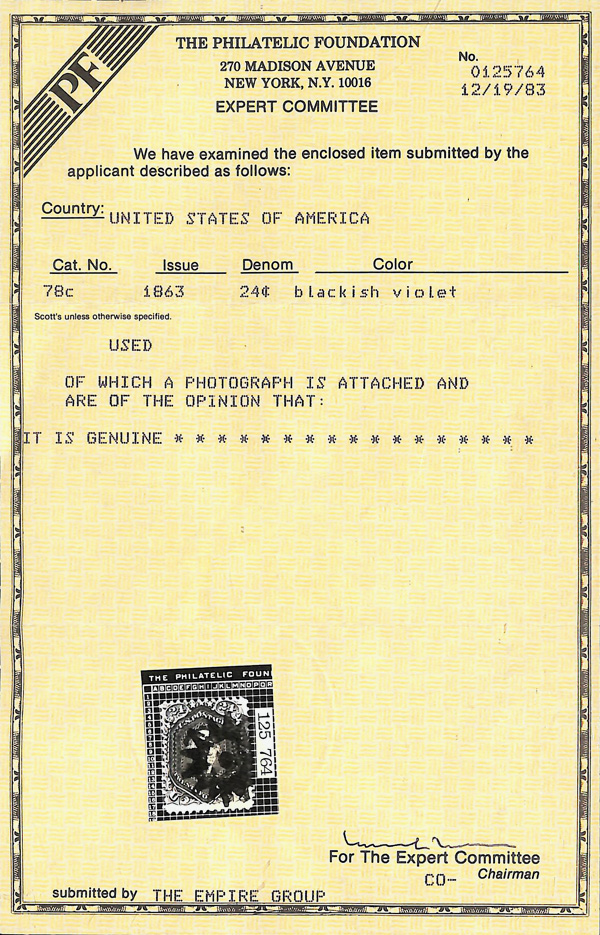 PF
THE PHILATELIC FOUNDATION
270 MADISON AVENUE
NEW YORK, N.Y. 10016
EXPERT COMMITTEE
No.
0125764
12/19/83
We have examined the enclosed item submitted by the
applicant described as follows:
Country: UNITED STATES OF AMERICA
Cat. No. Issue Denom Color
78c 1863 24¢ blackish violet
Scott's unless otherwise specified.
USED
OF WHICH A PHOTOGRAPH IS ATTACHED AND
ARE OF THE OPINION THAT:
IT IS GENUINE * * * * * * * * * * * * * * * * *
THE PHILATELIC FOUN
ABCDEFGHIJKLMNOPQR
125 764
For The Expert Committee
CO- Chairman
submitted by THE EMPIRE GROUP